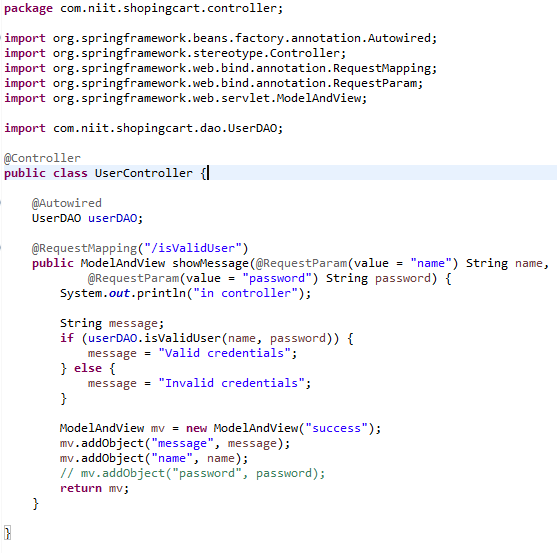 package com.niit.shopingcart.controller;
import org.springframework.beans.factory.annotation.Autowired;
import org.springframework.stereotype.Controller;
import org.springframework.web.bind.annotation.RequestMapping;
import org.springframework.web.bind.annotation.RequestParam;
import org.springframework.web.servlet.ModelAndView;
import com.niit.shopingcart.dao.UserDAO;
@Controller
public class UserController {
@Autowired
UserDAO userDAO;
@RequestMapping("/isValidUser")
public ModelAndView showMessage(@RequestParam(value = "name") String name,
@RequestParam(value = "password") String password) {
System.out.println("in controller");
String message;
if (userDAO.isValidUser(name, password)) {
message = "Valid credentials";
} else {
message = "Invalid credentials";
}
ModelAndView mv = new ModelAndView("success");
mv.addObject("message", message);
mv.addObject("name", name);
// mv.addObject("password", password);
return mv;
}
}